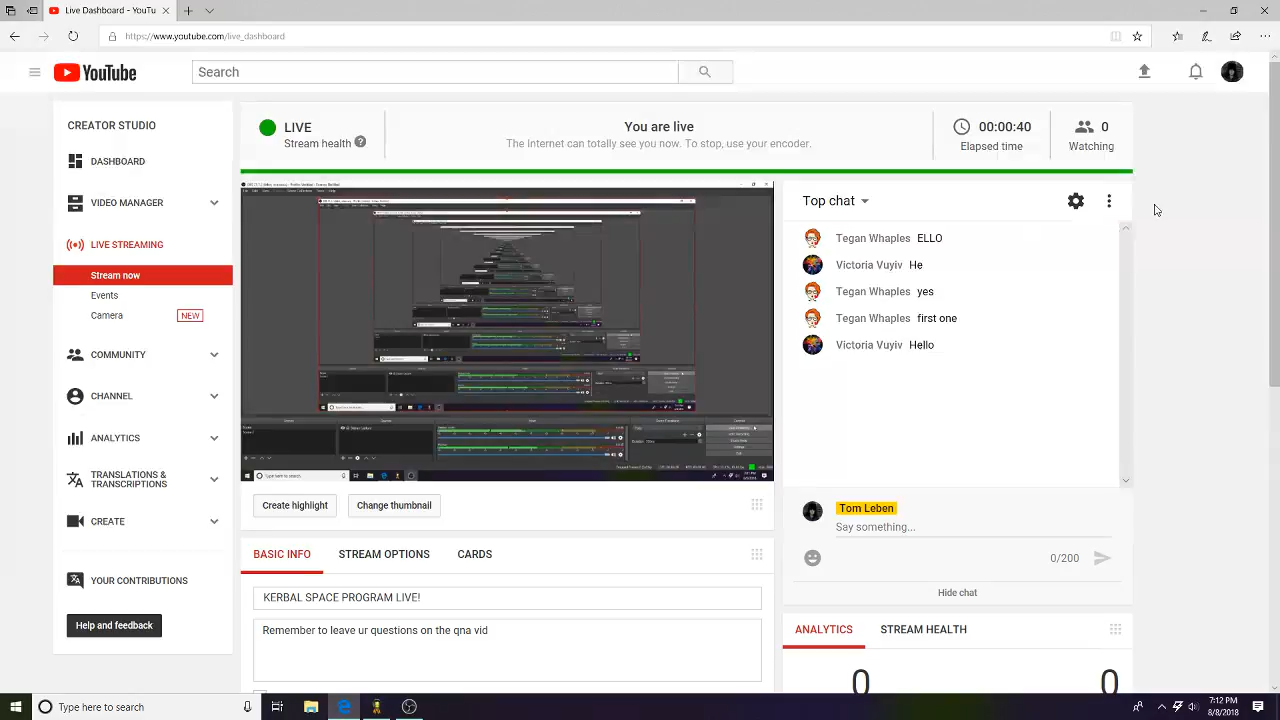 Live Dashboard - YouTu
https://www.youtube.com/live_dashboard
YouTube
Search
CREATOR STUDIO
DASHBOARD
VIDEO MANAGER
LIVE STREAMING
Stream now
Events
Camera NEW
COMMUNITY
CHANNEL
ANALYTICS
TRANSLATIONS &
TRANSCRIPTIONS
CREATE
YOUR CONTRIBUTIONS
Help and feedback
LIVE
Stream health ?
You are live
The Internet can totally see you now. To stop, use your encoder.
00:00:40
Elapsed time
0
Watching
Create highlight
Change thumbnail
BASIC INFO STREAM OPTIONS CARDS
KERBAL SPACE PROGRAM LIVE!
Remember to leave ur questions on the qna vid
Top chat
Tegan Whaples ELLO
Victoria Vuyiv He
Tegan Whaples yes
Tegan Whaples first one
Victoria Vuyiv Hello
Tom Leben
Say something...
0/200
Hide chat
ANALYTICS STREAM HEALTH
0 0
Type here to search
7:12 PM
8/8/2018